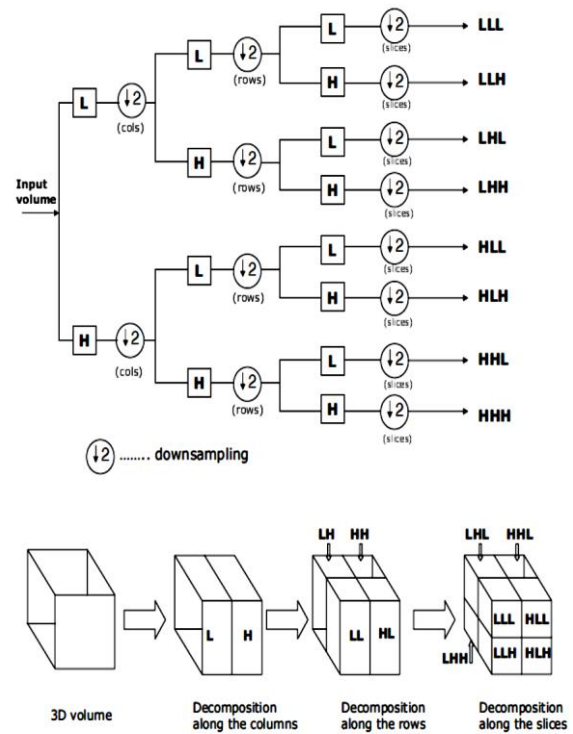 L ↓2 (slices) LLL
L ↓2 (rows)
H ↓2 (slices) LLH
L ↓2 (cols)
L ↓2 (slices) LHL
H ↓2 (rows)
H ↓2 (slices) LHH
Input
volume
L ↓2 (slices) HLL
L ↓2 (rows)
H ↓2 (slices) HLH
H ↓2 (cols)
L ↓2 (slices) HHL
H ↓2 (rows)
H ↓2 (slices) HHH
↓2 ........ downsampling
LH HH
LHL HHL
L H
LL HL
LLL HLL
LLH HLH
LHH
3D volume
Decomposition
along the columns
Decomposition
along the rows
Decomposition
along the slices